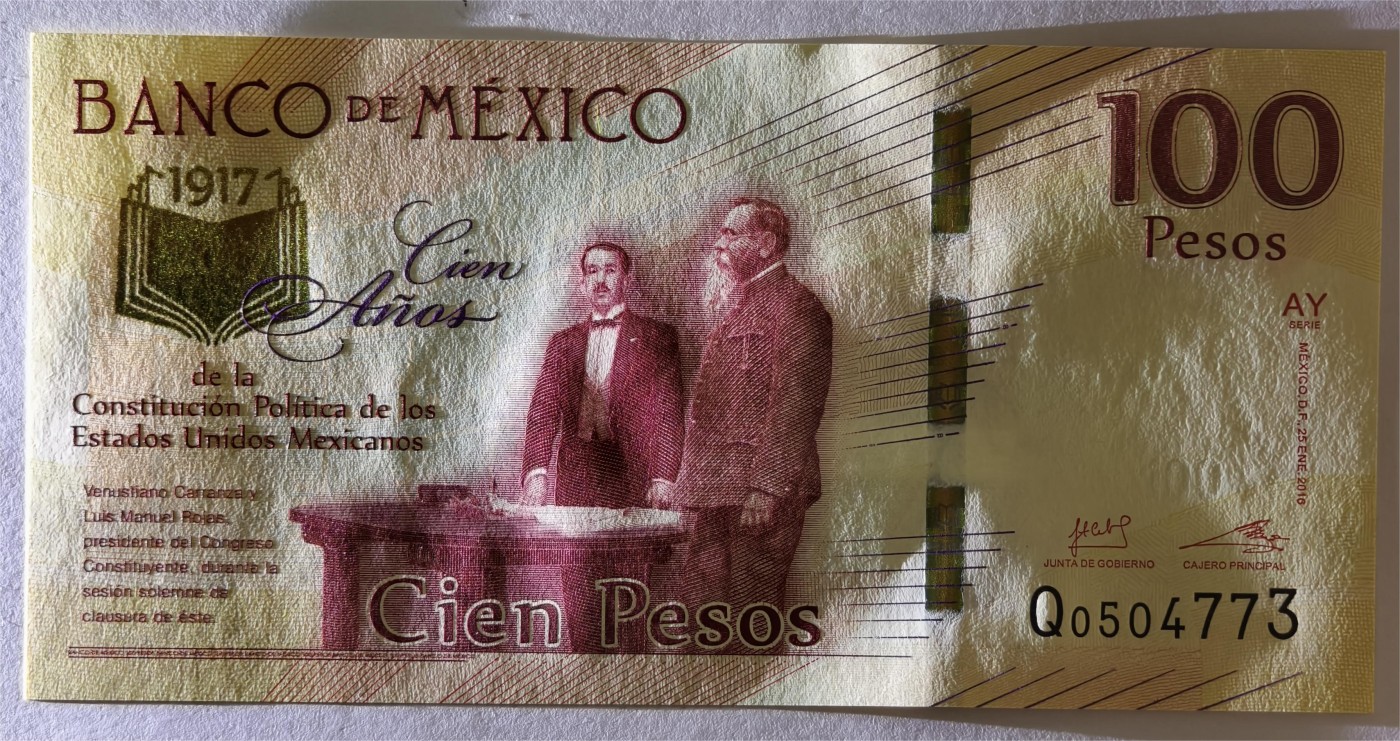 BANCO DE MÉXICO
1917
Cien
Años
de la
Constitución Política de los
Estados Unidos Mexicanos
Venustiano Carranza y
Luis Manuel Rojas,
presidente del Congreso
Constituyente, durante la
sesión solemne de
clausura de éste.
Cien Pesos
100
Pesos
AY
SERIE
MÉXICO, D.F., 25 ENE. 2016
JUNTA DE GOBIERNO
CAJERO PRINCIPAL
Q0504773